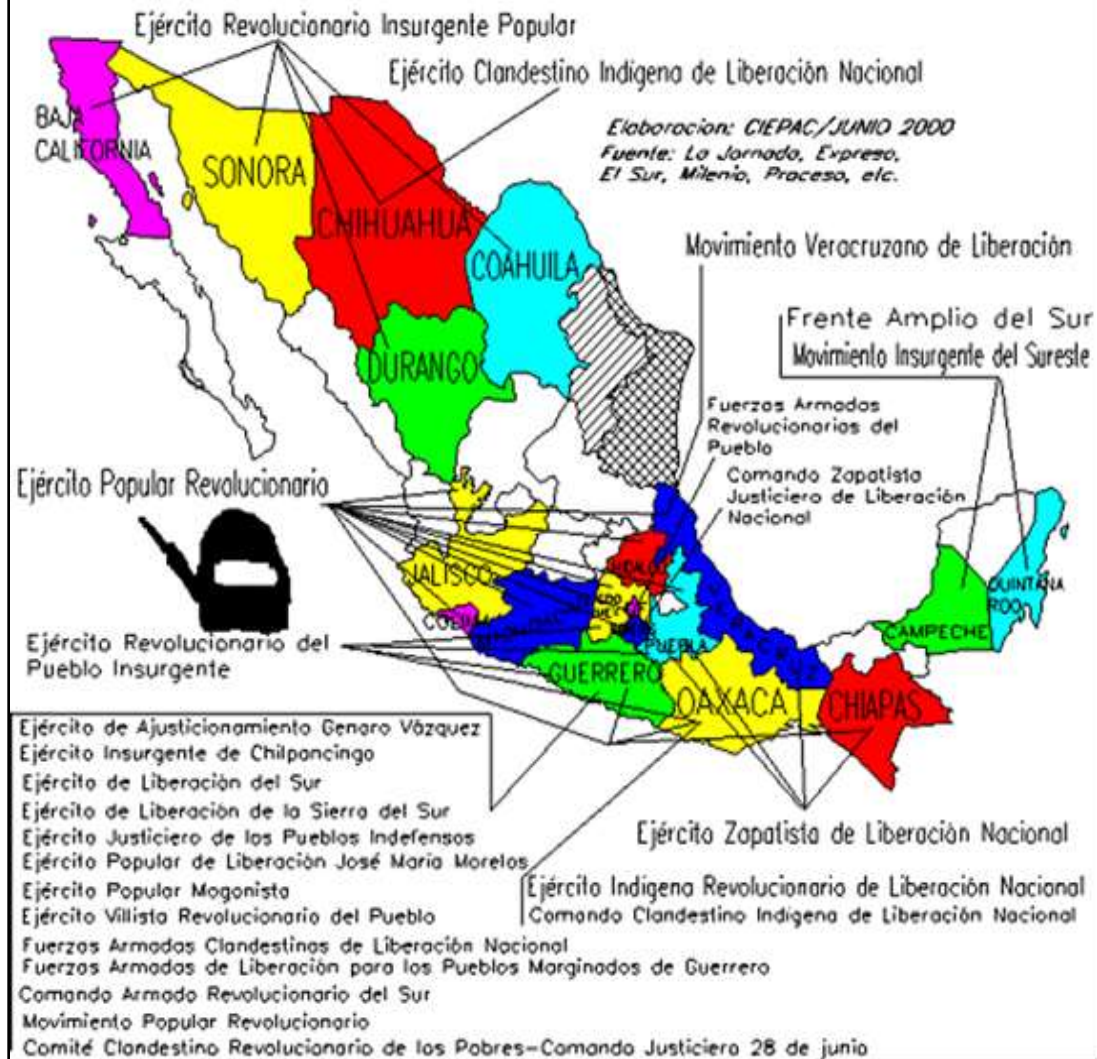 Ejército Revolucionario Insurgente Popular
Ejército Clandestino Indígena de Liberación Nacional
BAJA
CALIFORNIA
SONORA
Elaboracion: CIEPAC/JUNIO 2000
Fuente: La Jornada, Expreso,
El Sur, Milenio, Proceso, etc.
CHIHUAHUA
COAHUILA
Movimiento Veracruzano de Liberación
Frente Amplio del Sur
Movimiento Insurgente del Sureste
DURANGO
Fuerzas Armadas
Revolucionarias del
Pueblo
Comando Zapatista
Justiciero de Liberación
Nacional
Ejército Popular Revolucionario
JALISCO
HIDALGO
VERACRUZ
PUEBLA
QUINTANA
ROO
CAMPECHE
COLIMA
GUERRERO
OAXACA
CHIAPAS
Ejército Revolucionario del
Pueblo Insurgente
Ejército de Ajusticionamiento Genaro Vázquez
Ejército Insurgente de Chilpancingo
Ejército de Liberación del Sur
Ejército de Liberación de la Sierra del Sur
Ejército Justiciero de los Pueblos Indefensos
Ejército Popular de Liberación José María Morelos
Ejército Popular Magonista
Ejército Villista Revolucionario del Pueblo
Fuerzas Armadas Clandestinas de Liberación Nacional
Fuerzas Armadas de Liberación para los Pueblos Marginados de Guerrero
Comando Armado Revolucionario del Sur
Movimiento Popular Revolucionario
Comité Clandestino Revolucionario de los Pobres-Comando Justiciero 28 de junio
Ejército Zapatista de Liberación Nacional
Ejército Indígena Revolucionario de Liberación Nacional
Comando Clandestino Indígena de Liberación Nacional